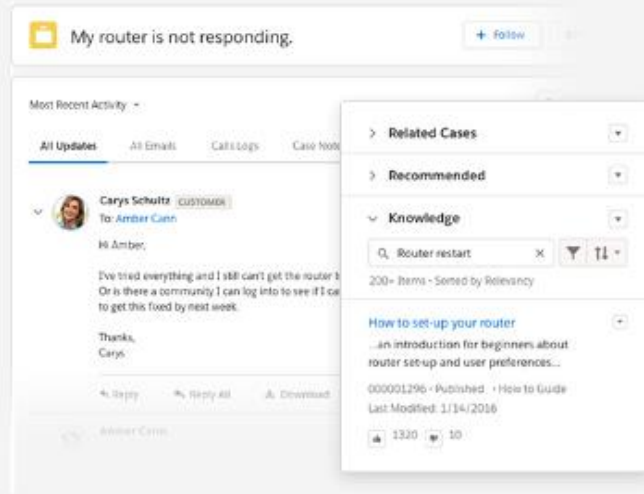 My router is not responding.
+ Follow
Most Recent Activity
All Updates
All Emails
Call Logs
Case Note
Carys Schultz CUSTOMER
To: Amber Cann
Hi Amber,
I've tried everything and I still can't get the router t
Or is there a community I can log into to see if I ca
to get this fixed by next week.
Thanks,
Carys
Reply
Reply All
Download
Amber Cann
Related Cases
Recommended
Knowledge
Router restart
200+ Items • Sorted by Relevancy
How to set-up your router
...an introduction for beginners about
router set-up and user preferences...
000001296 • Published • How to Guide
Last Modified: 1/14/2016
1320
10